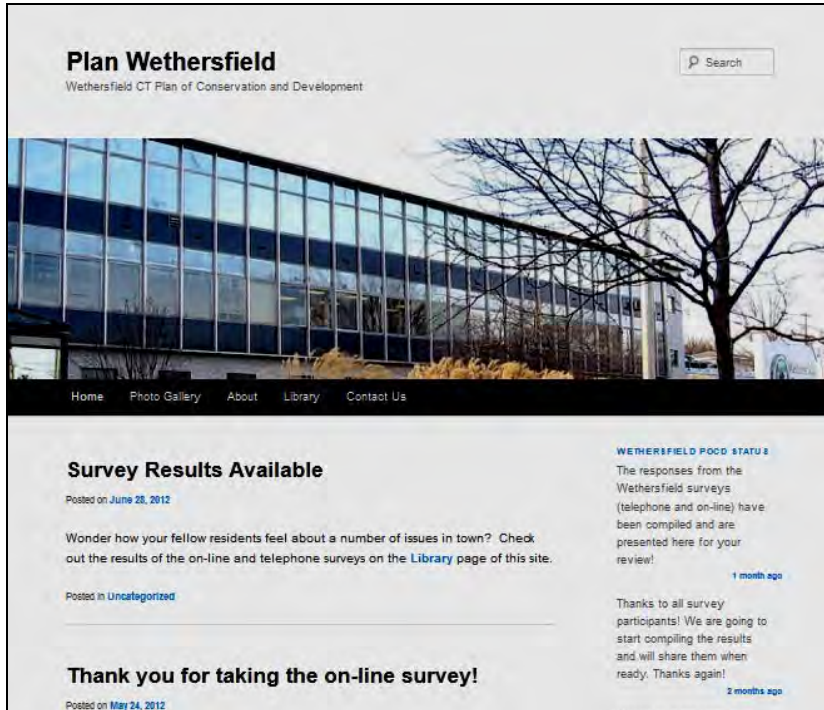 Plan Wethersfield
Wethersfield CT Plan of Conservation and Development
Search
Home Photo Gallery About Library Contact Us
Survey Results Available
Posted on June 28, 2012
Wonder how your fellow residents feel about a number of issues in town? Check
out the results of the on-line and telephone surveys on the Library page of this site.
Posted in Uncategorized
Thank you for taking the on-line survey!
Posted on May 24, 2012
WETHERSFIELD POCD STATUS
The responses from the
Wethersfield surveys
(telephone and on-line) have
been compiled and are
presented here for your
review!
1 month ago
Thanks to all survey
participants! We are going to
start compiling the results
and will share them when
ready. Thanks again!
2 months ago